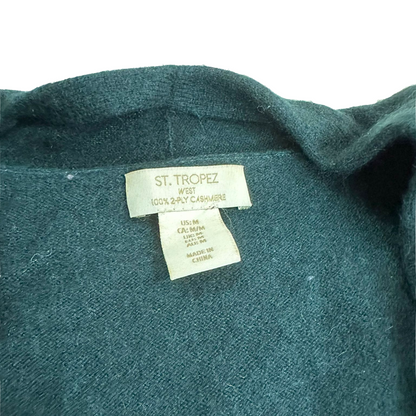 ST. TROPEZ
WEST
100% 2-PLY CASHMERE
US: M
CA: M/M
MADE IN
CHINA